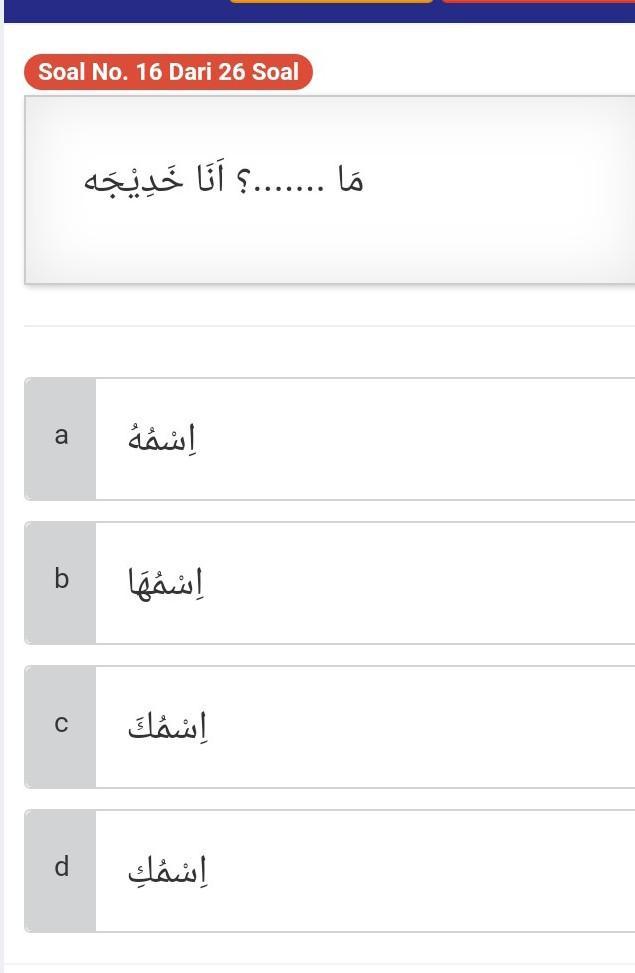 Soal No. 16 Dari 26 Soal
مَا .......؟ اَنَا خَدِيْجَه
a
اِسْمُهُ
b
اِسْمُهَا
c
اِسْمُكَ
d
اِسْمُكِ